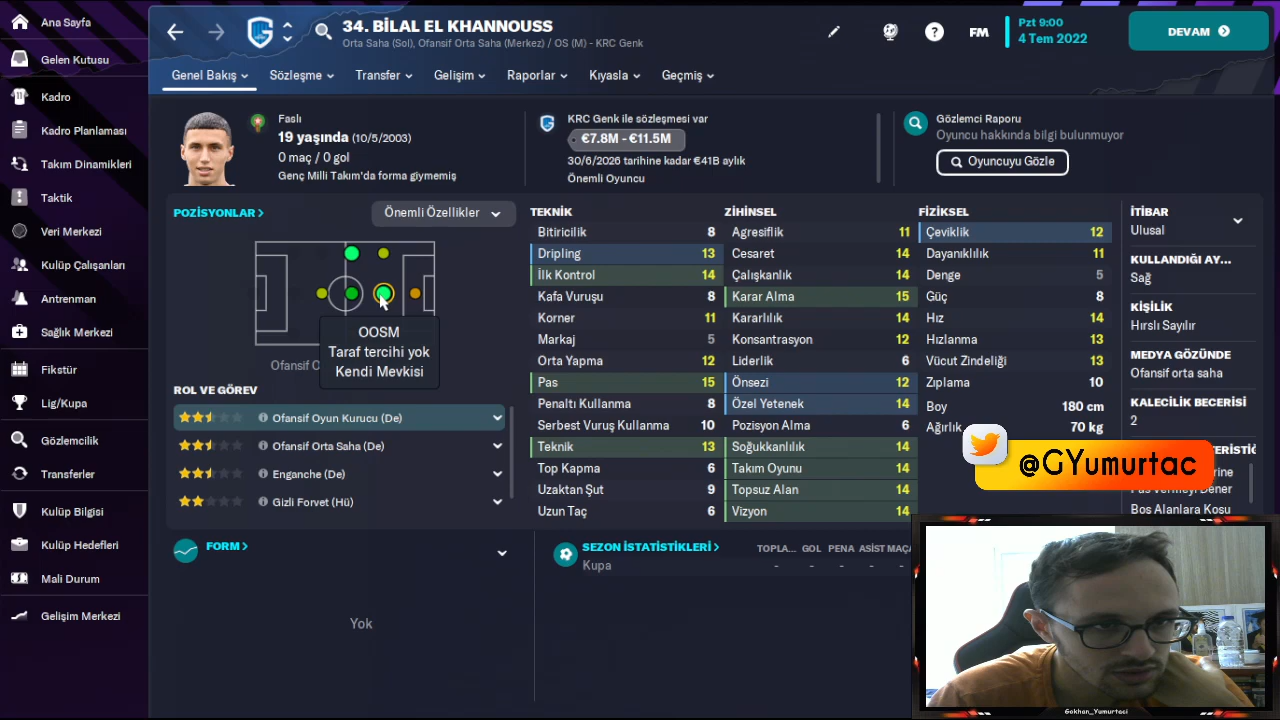 Ana Sayfa
Gelen Kutusu
Kadro
Kadro Planlaması
Takım Dinamikleri
Taktik
Veri Merkezi
Kulüp Çalışanları
Antrenman
Sağlık Merkezi
Fikstür
Lig/Kupa
Gözlemcilik
Transferler
Kulüp Bilgisi
Kulüp Hedefleri
Mali Durum
Gelişim Merkezi
34. BİLAL EL KHANNOUSS
Orta Saha (Sol), Ofansif Orta Saha (Merkez) / OS (M) - KRC Genk
FM
Pzt 9:00
4 Tem 2022
DEVAM
Genel Bakış Sözleşme Transfer Gelişim Raporlar Kıyasla Geçmiş
Faslı
19 yaşında (10/5/2003)
0 maç / 0 gol
Genç Milli Takım'da forma giymemiş
KRC Genk ile sözleşmesi var
€7.8M - €11.5M
30/6/2026 tarihine kadar €41B aylık
Önemli Oyuncu
Gözlemci Raporu
Oyuncu hakkında bilgi bulunmuyor
Oyuncuyu Gözle
POZİSYONLAR
Önemli Özellikler
OOSM
Taraf tercihi yok
Kendi Mevkisi
ROL VE GÖREV
Ofansif Oyun Kurucu (De)
Ofansif Orta Saha (De)
Enganche (De)
Gizli Forvet (Hü)
TEKNİK
Bitiricilik 8
Dripling 13
İlk Kontrol 14
Kafa Vuruşu 8
Korner 11
Markaj 5
Orta Yapma 12
Pas 15
Penaltı Kullanma 8
Serbest Vuruş Kullanma 10
Teknik 13
Top Kapma 6
Uzaktan Şut 9
Uzun Taç 6
ZİHİNSEL
Agresiflik 11
Cesaret 14
Çalışkanlık 14
Karar Alma 15
Kararlılık 14
Konsantrasyon 12
Liderlik 6
Önsezi 12
Özel Yetenek 14
Pozisyon Alma 6
Soğukkanlılık 14
Takım Oyunu 14
Topsuz Alan 14
Vizyon 14
FİZİKSEL
Çeviklik 12
Dayanıklılık 11
Denge 5
Güç 8
Hız 14
Hızlanma 13
Vücut Zindeliği 13
Zıplama 10
Boy 180 cm
Ağırlık 70 kg
İTİBAR
Ulusal
KULLANDIĞI AY...
Sağ
KİŞİLİK
Hırslı Sayılır
MEDYA GÖZÜNDE
Ofansif orta saha
KALECİLİK BECERİSİ
2
Pas Vermeyi Dener
Boş Alanlara Koşu
@GYumurtac
FORM
Yok
SEZON İSTATİSTİKLERİ TOPLA... GOL PENA ASİST MAÇA
Kupa - - - - -
Gokhan_Yumurtaci